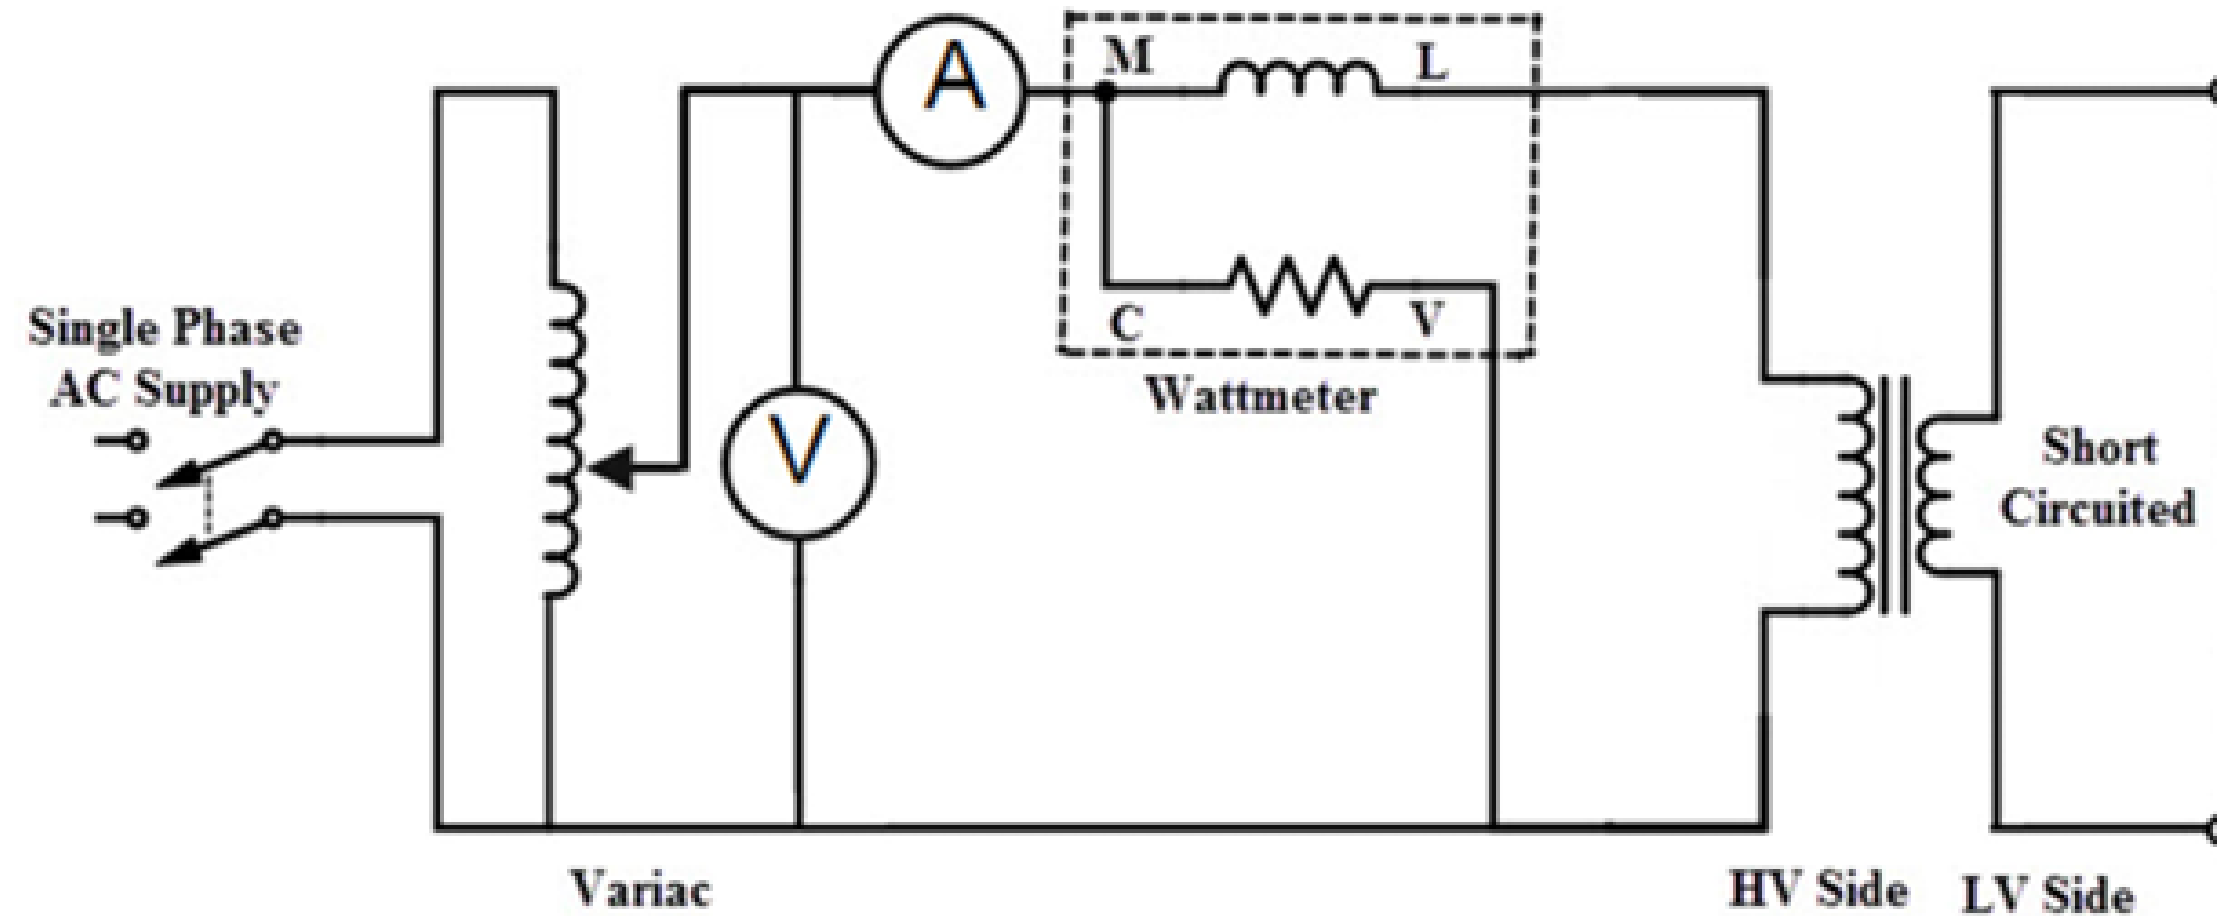 A
M
L
Single Phase
AC Supply
C
V
Wattmeter
V
Short
Circuited
Variac
HV Side
LV Side